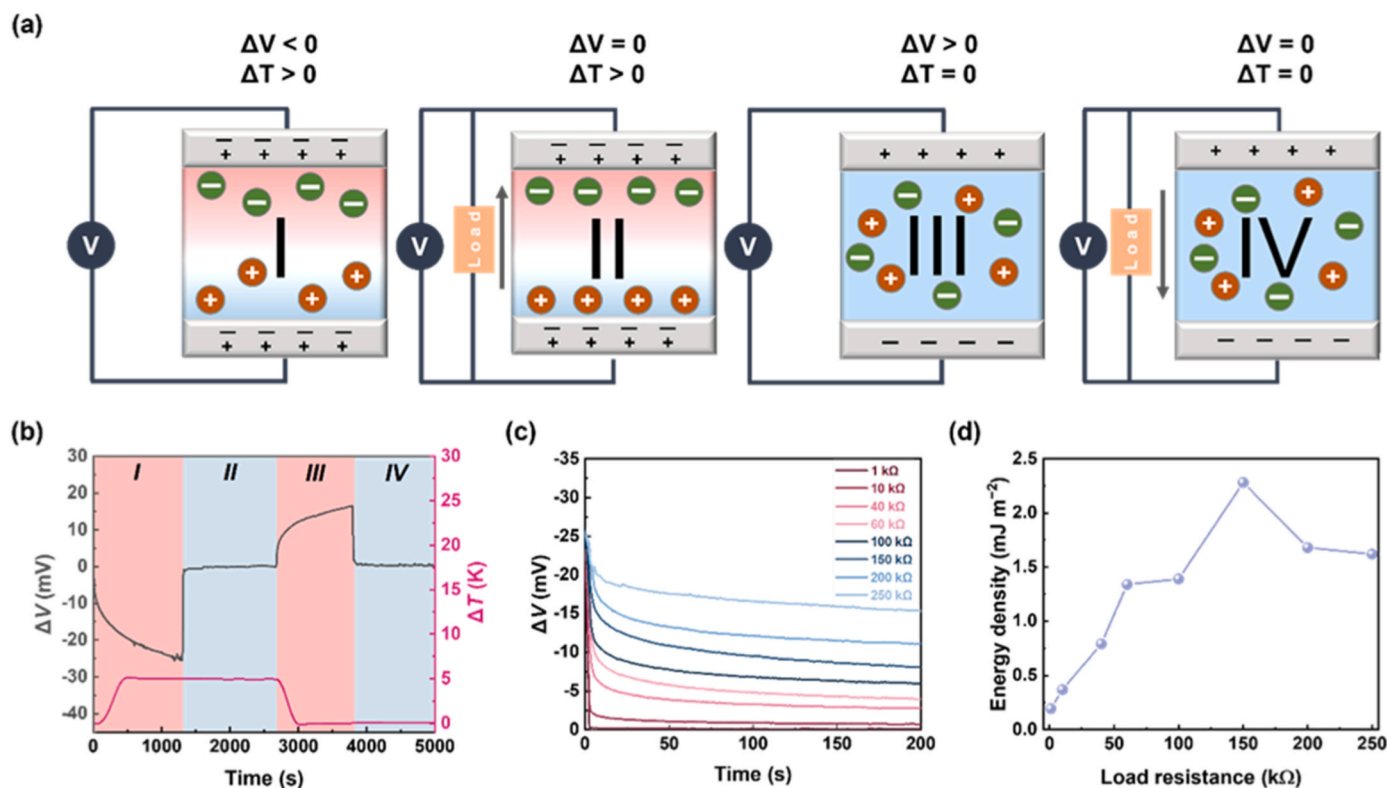 (a)
ΔV < 0
ΔT > 0
ΔV = 0
ΔT > 0
ΔV > 0
ΔT = 0
ΔV = 0
ΔT = 0
− − − −
+ + + +
− − − −
+ + + +
+ + + +
+ + + +
V
I
V
Load
II
V
III
V
Load
IV
− − − −
+ + + +
− − − −
+ + + +
− − − −
− − − −
(b)
30
20
10
0
-10
-20
-30
-40
ΔV (mV)
I
II
III
IV
30
25
20
15
10
5
0
ΔT (K)
0 1000 2000 3000 4000 5000
Time (s)
(c)
-35
-30
-25
-20
-15
-10
-5
0
ΔV (mV)
1 kΩ
10 kΩ
40 kΩ
60 kΩ
100 kΩ
150 kΩ
200 kΩ
250 kΩ
0 50 100 150 200
Time (s)
(d)
2.5
2.0
1.5
1.0
0.5
0.0
Energy density (mJ m⁻²)
0 50 100 150 200 250
Load resistance (kΩ)